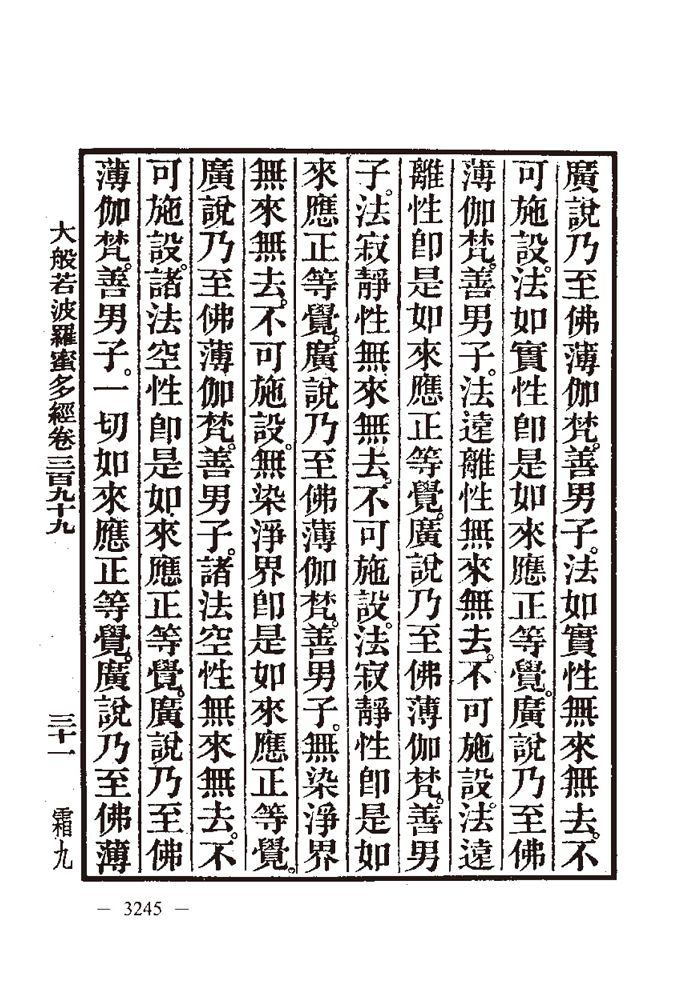 廣說乃至佛薄伽梵。善男子。法如實性無來無去。不
可施設。法如實性卽是如來應正等覺。廣說乃至佛
薄伽梵。善男子。法遠離性無來無去。不可施設。法遠
離性卽是如來應正等覺。廣說乃至佛薄伽梵。善男
子。法寂靜性無來無去。不可施設。法寂靜性卽是如
來應正等覺。廣說乃至佛薄伽梵。善男子。無染淨界
無來無去。不可施設。無染淨界卽是如來應正等覺。
廣說乃至佛薄伽梵。善男子。諸法空性無來無去。不
可施設。諸法空性卽是如來應正等覺。廣說乃至佛
薄伽梵。善男子。一切如來應正等覺。廣說乃至佛薄
大般若波羅蜜多經卷三百九十九 三十一 霜九
— 3245 —